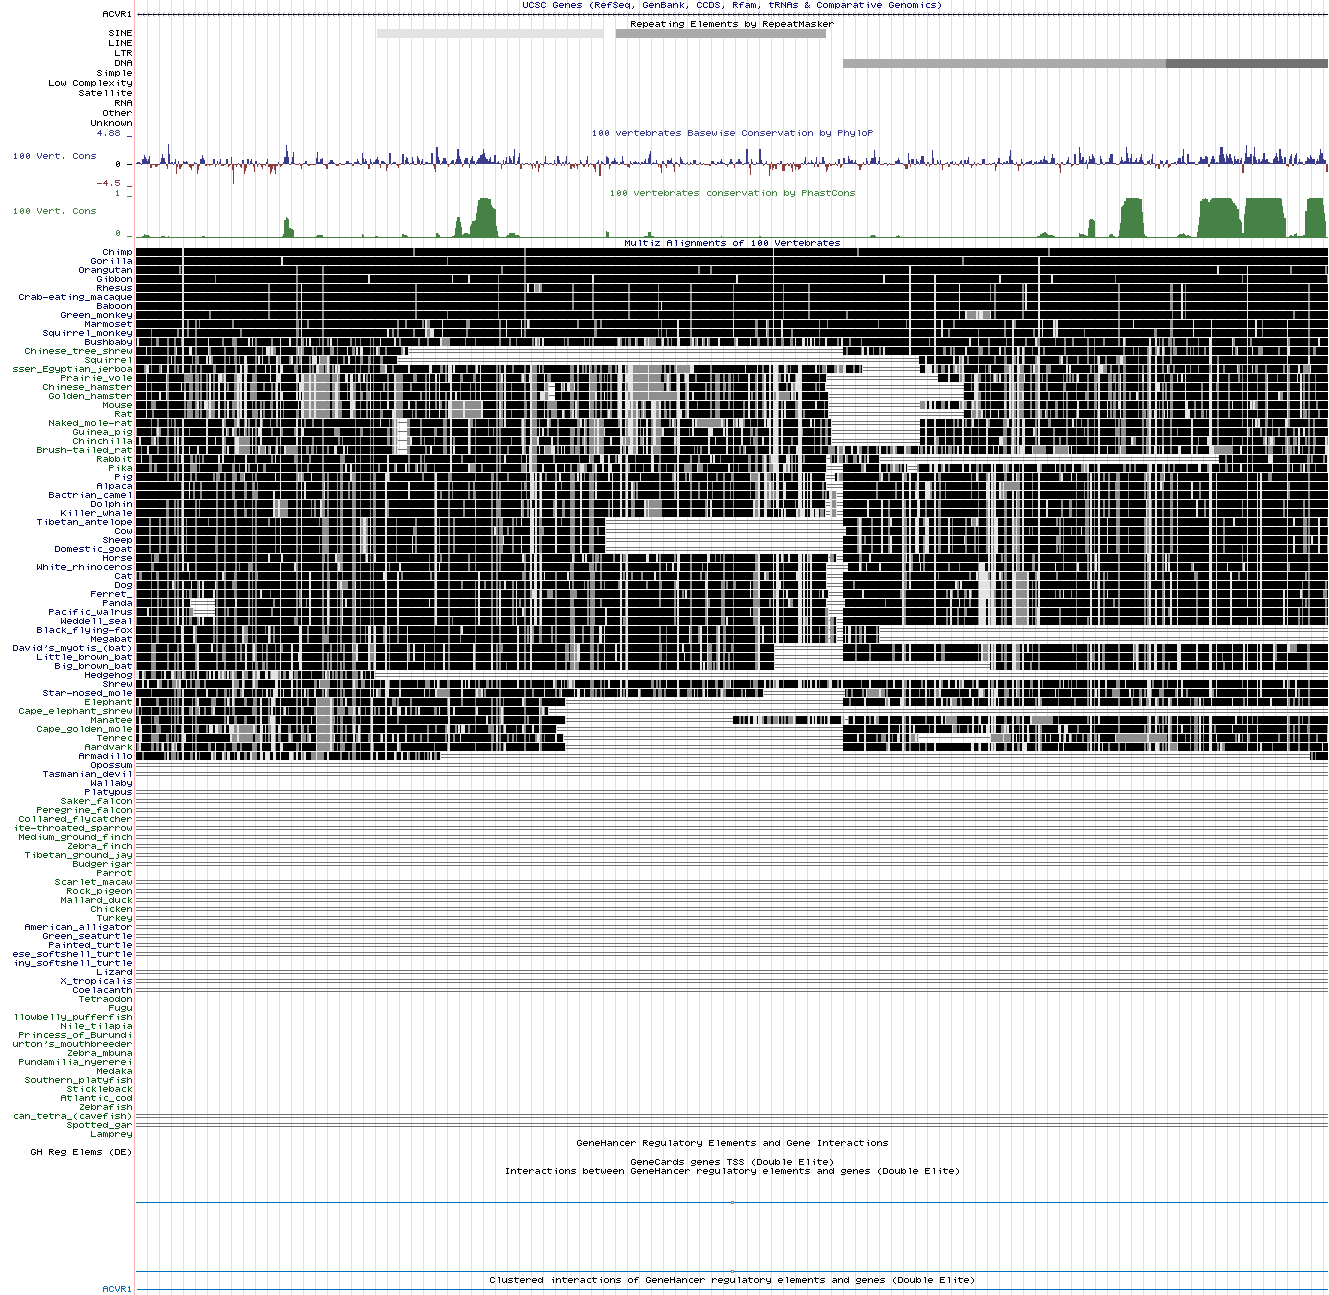 UCSC Genes (RefSeq, GenBank, CCDS, Rfam, tRNAs & Comparative Genomics)
ACVR1
Repeating Elements by RepeatMasker
SINE
LINE
LTR
DNA
Simple
Low Complexity
Satellite
RNA
Other
Unknown
4.88 _
100 vertebrates Basewise Conservation by PhyloP
100 Vert. Cons
0 _
-4.5 _
100 vertebrates conservation by PhastCons
1 _
100 Vert. Cons
0 _
Multiz Alignments of 100 Vertebrates
Chimp
Gorilla
Orangutan
Gibbon
Rhesus
Crab-eating_macaque
Baboon
Green_monkey
Marmoset
Squirrel_monkey
Bushbaby
Chinese_tree_shrew
Squirrel
sser_Egyptian_jerboa
Prairie_vole
Chinese_hamster
Golden_hamster
Mouse
Rat
Naked_mole-rat
Guinea_pig
Chinchilla
Brush-tailed_rat
Rabbit
Pika
Pig
Alpaca
Bactrian_camel
Dolphin
Killer_whale
Tibetan_antelope
Cow
Sheep
Domestic_goat
Horse
White_rhinoceros
Cat
Dog
Ferret_
Panda
Pacific_walrus
Weddell_seal
Black_flying-fox
Megabat
David's_myotis_(bat)
Little_brown_bat
Big_brown_bat
Hedgehog
Shrew
Star-nosed_mole
Elephant
Cape_elephant_shrew
Manatee
Cape_golden_mole
Tenrec
Aardvark
Armadillo
Opossum
Tasmanian_devil
Wallaby
Platypus
Saker_falcon
Peregrine_falcon
Collared_flycatcher
ite-throated_sparrow
Medium_ground_finch
Zebra_finch
Tibetan_ground_jay
Budgerigar
Parrot
Scarlet_macaw
Rock_pigeon
Mallard_duck
Chicken
Turkey
American_alligator
Green_seaturtle
Painted_turtle
ese_softshell_turtle
iny_softshell_turtle
Lizard
X_tropicalis
Coelacanth
Tetraodon
Fugu
llowbelly_pufferfish
Nile_tilapia
Princess_of_Burundi
urton's_mouthbreeder
Zebra_mbuna
Pundamilia_nyererei
Medaka
Southern_platyfish
Stickleback
Atlantic_cod
Zebrafish
can_tetra_(cavefish)
Spotted_gar
Lamprey
GeneHancer Regulatory Elements and Gene Interactions
GH Reg Elems (DE)
GeneCards genes TSS (Double Elite)
Interactions between GeneHancer regulatory elements and genes (Double Elite)
Clustered interactions of GeneHancer regulatory elements and genes (Double Elite)
ACVR1